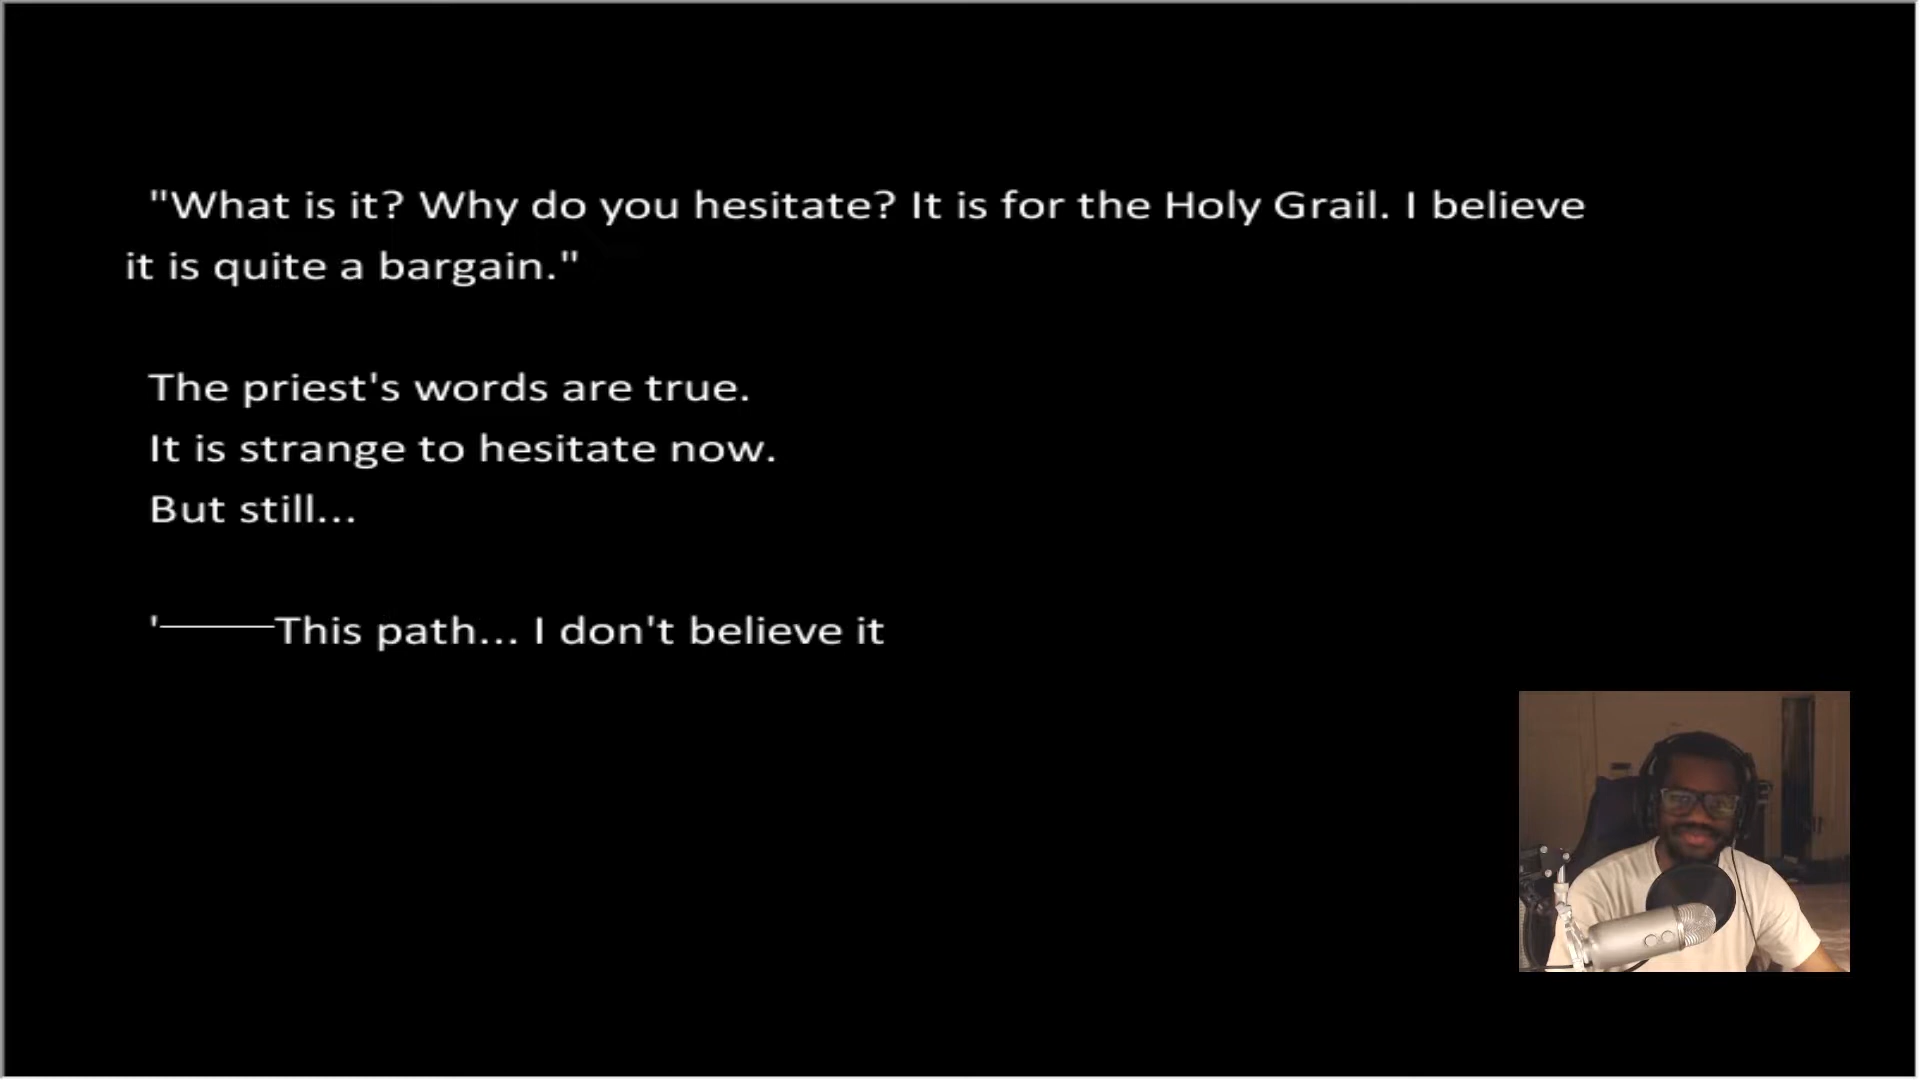 "What is it? Why do you hesitate? It is for the Holy Grail. I believe
it is quite a bargain."
The priest's words are true.
It is strange to hesitate now.
But still...
'———This path... I don't believe it